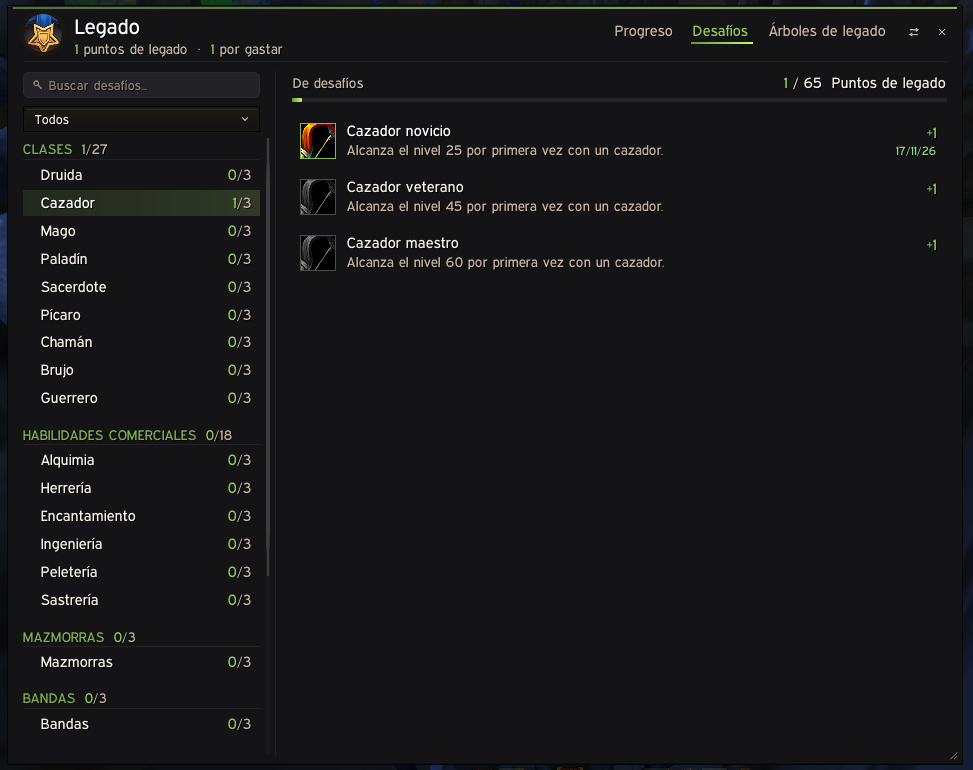 Legado
1 puntos de legado · 1 por gastar
Progreso Desafíos Árboles de legado
Buscar desafíos...
Todos
CLASES 1/27
Druida 0/3
Cazador 1/3
Mago 0/3
Paladín 0/3
Sacerdote 0/3
Pícaro 0/3
Chamán 0/3
Brujo 0/3
Guerrero 0/3
HABILIDADES COMERCIALES 0/18
Alquimia 0/3
Herrería 0/3
Encantamiento 0/3
Ingeniería 0/3
Peletería 0/3
Sastrería 0/3
MAZMORRAS 0/3
Mazmorras 0/3
BANDAS 0/3
Bandas 0/3
De desafíos 1 / 65 Puntos de legado
Cazador novicio +1
Alcanza el nivel 25 por primera vez con un cazador. 17/11/26
Cazador veterano +1
Alcanza el nivel 45 por primera vez con un cazador.
Cazador maestro +1
Alcanza el nivel 60 por primera vez con un cazador.